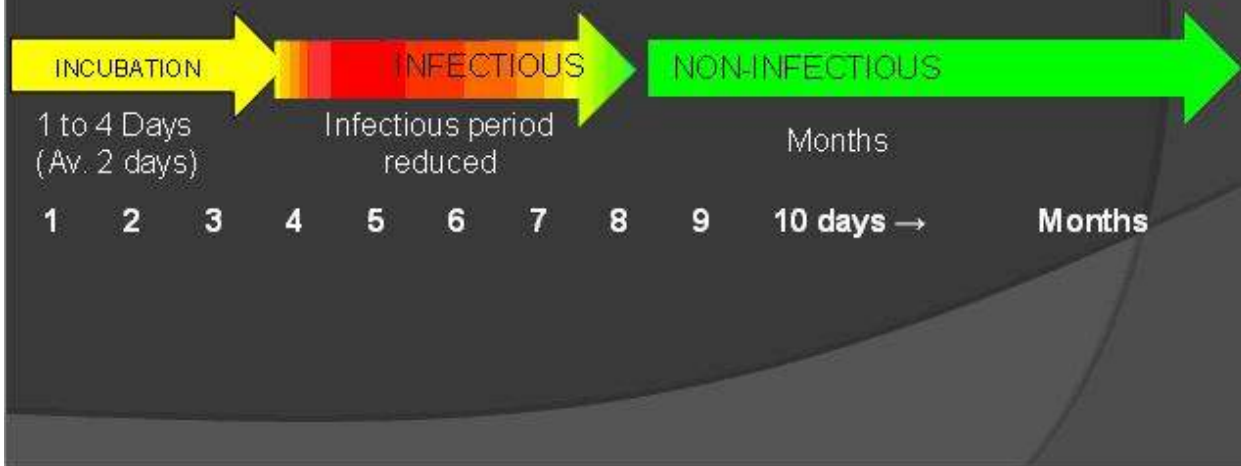 INCUBATION INFECTIOUS NON-INFECTIOUS
1 to 4 Days
(Av. 2 days)
Infectious period
reduced
Months
1 2 3 4 5 6 7 8 9 10 days → Months